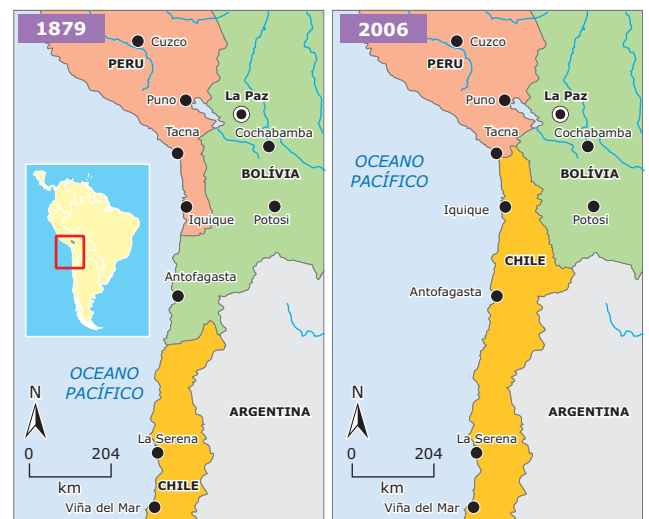 1879
Cuzco
PERU
Puno
La Paz
Tacna
Cochabamba
BOLÍVIA
Iquique
Potosi
Antofagasta
OCEANO
PACÍFICO
N
ARGENTINA
La Serena
0 204
km
CHILE
Viña del Mar
2006
Cuzco
PERU
Puno
La Paz
Tacna
Cochabamba
OCEANO
PACÍFICO
BOLÍVIA
Iquique
Potosi
CHILE
Antofagasta
N
ARGENTINA
La Serena
0 204
km
Viña del Mar